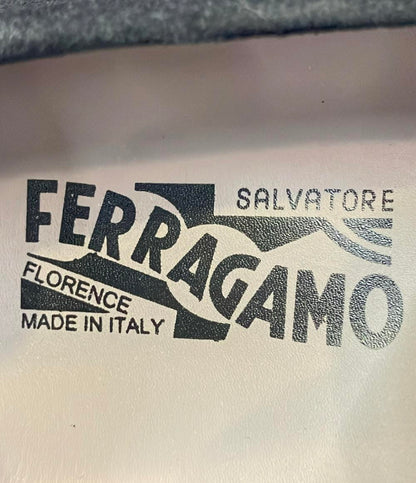 SALVATORE
FERRAGAMO
FLORENCE
MADE IN ITALY